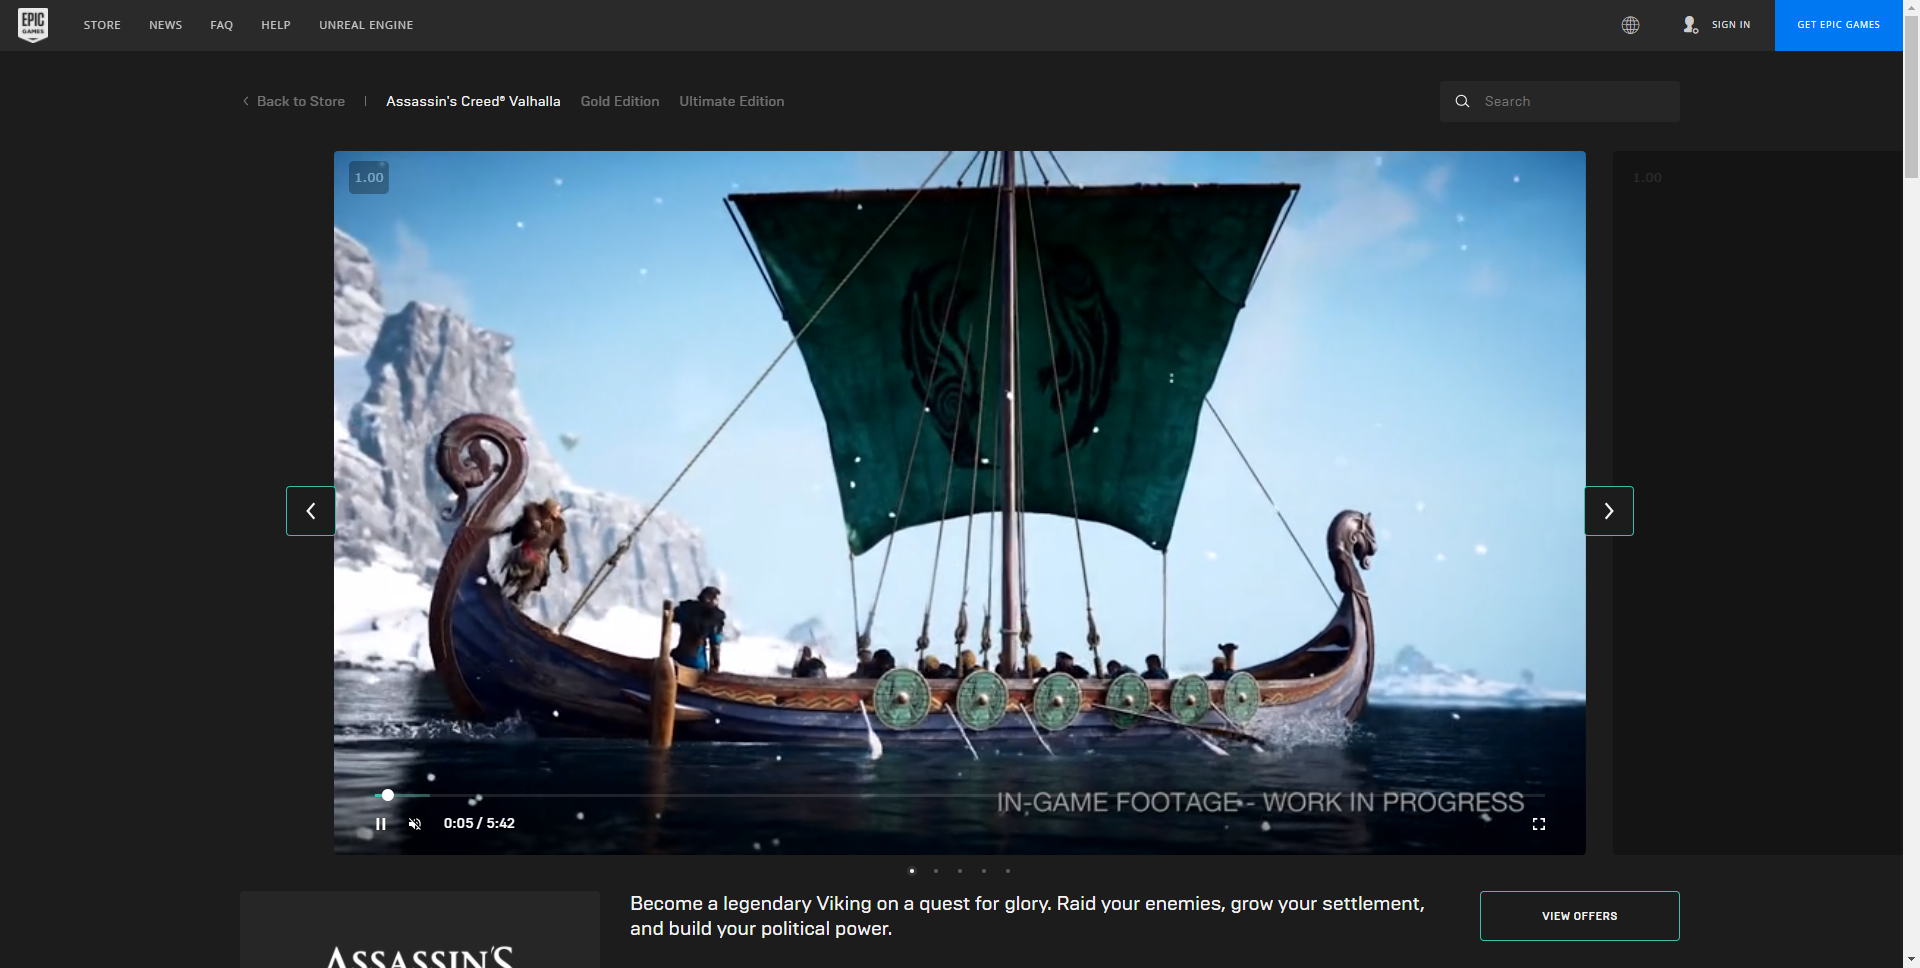 EPIC
GAMES
STORE
NEWS
FAQ
HELP
UNREAL ENGINE
SIGN IN
GET EPIC GAMES
Back to Store
Assassin's Creed® Valhalla
Gold Edition
Ultimate Edition
Search
1.00
1.00
IN-GAME FOOTAGE - WORK IN PROGRESS
0:05 / 5:42
Become a legendary Viking on a quest for glory. Raid your enemies, grow your settlement,
and build your political power.
VIEW OFFERS
ASSASSIN'S